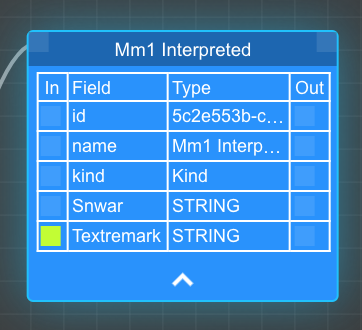 Mm1 Interpreted
In Field Type Out
id 5c2e553b-c...
name Mm1 Interp...
kind Kind
Snwar STRING
Textremark STRING